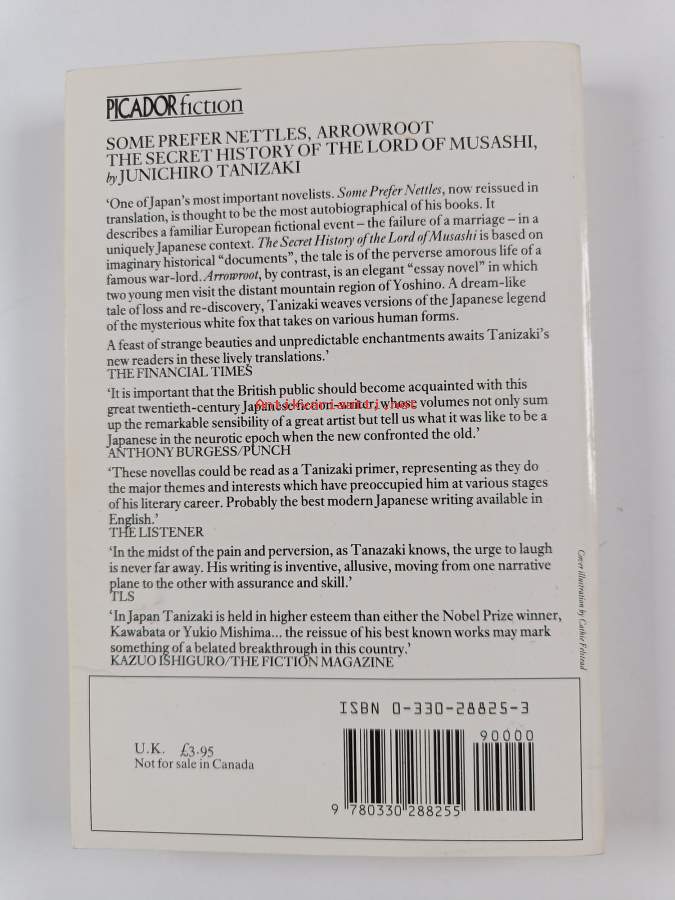 PICADOR fiction
SOME PREFER NETTLES, ARROWROOT
THE SECRET HISTORY OF THE LORD OF MUSASHI,
by JUNICHIRO TANIZAKI
‘One of Japan’s most important novelists. Some Prefer Nettles, now reissued in
translation, is thought to be the most autobiographical of his books. It
describes a familiar European fictional event – the failure of a marriage – in a
uniquely Japanese context. The Secret History of the Lord of Musashi is based on
imaginary historical “documents”, the tale is of the perverse amorous life of a
famous war-lord. Arrowroot, by contrast, is an elegant “essay novel” in which
two young men visit the distant mountain region of Yoshino. A dream-like
tale of loss and re-discovery, Tanizaki weaves versions of the Japanese legend
of the mysterious white fox that takes on various human forms.
A feast of strange beauties and unpredictable enchantments awaits Tanizaki’s
new readers in these lively translations.’
THE FINANCIAL TIMES
‘It is important that the British public should become acquainted with this
great twentieth-century Japanese fiction-writer, whose volumes not only sum
up the remarkable sensibility of a great artist but tell us what it was like to be a
Japanese in the neurotic epoch when the new confronted the old.’
ANTHONY BURGESS/PUNCH
‘These novellas could be read as a Tanizaki primer, representing as they do
the major themes and interests which have preoccupied him at various stages
of his literary career. Probably the best modern Japanese writing available in
English.’
THE LISTENER
‘In the midst of the pain and perversion, as Tanazaki knows, the urge to laugh
is never far away. His writing is inventive, allusive, moving from one narrative
plane to the other with assurance and skill.’
TLS
‘In Japan Tanizaki is held in higher esteem than either the Nobel Prize winner,
Kawabata or Yukio Mishima... the reissue of his best known works may mark
something of a belated breakthrough in this country.’
KAZUO ISHIGURO/THE FICTION MAGAZINE
Cover illustration by Cathie Felstead
ISBN 0-330-28825-3
90000
U.K. £3.95
Not for sale in Canada
9 780330 288255